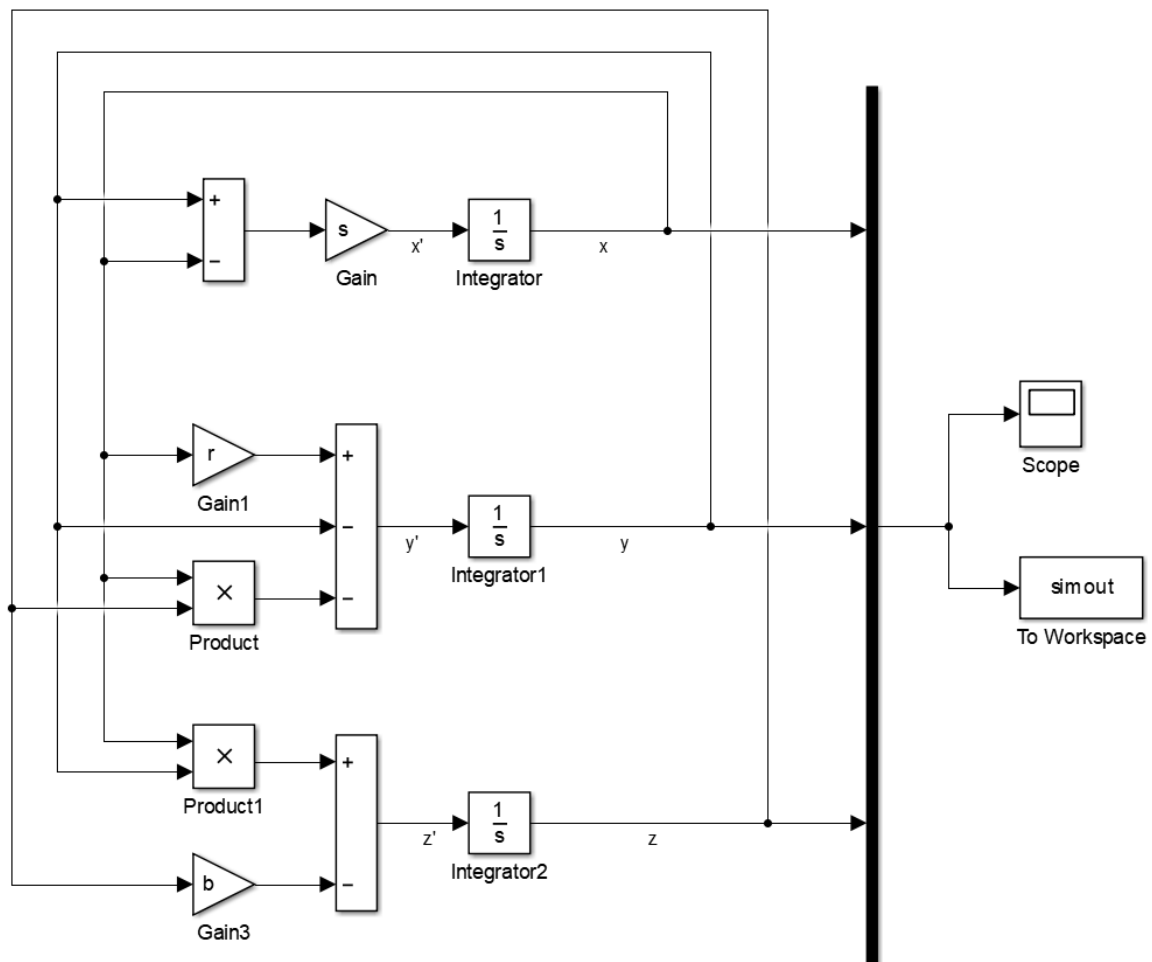 +
−
s
x'
1
s
x
Gain
Integrator
r
Gain1
+
−
−
y'
1
s
y
Integrator1
×
Product
Scope
simout
To Workspace
×
Product1
+
−
z'
1
s
z
Integrator2
b
Gain3